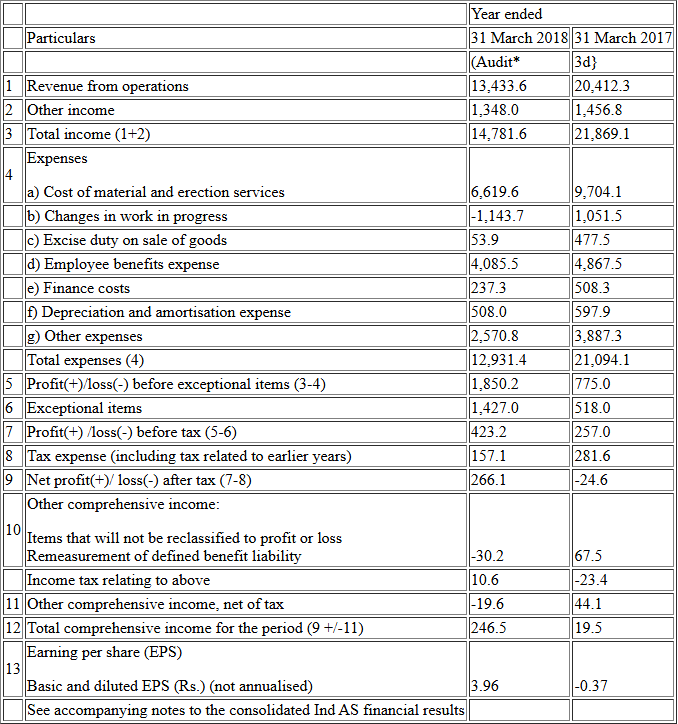 Year ended
Particulars 31 March 2018 31 March 2017
(Audit* 3d}
1 Revenue from operations 13,433.6 20,412.3
2 Other income 1,348.0 1,456.8
3 Total income (1+2) 14,781.6 21,869.1
4 Expenses
a) Cost of material and erection services 6,619.6 9,704.1
b) Changes in work in progress -1,143.7 1,051.5
c) Excise duty on sale of goods 53.9 477.5
d) Employee benefits expense 4,085.5 4,867.5
e) Finance costs 237.3 508.3
f) Depreciation and amortisation expense 508.0 597.9
g) Other expenses 2,570.8 3,887.3
Total expenses (4) 12,931.4 21,094.1
5 Profit(+)/loss(-) before exceptional items (3-4) 1,850.2 775.0
6 Exceptional items 1,427.0 518.0
7 Profit(+) /loss(-) before tax (5-6) 423.2 257.0
8 Tax expense (including tax related to earlier years) 157.1 281.6
9 Net profit(+)/ loss(-) after tax (7-8) 266.1 -24.6
10 Other comprehensive income:
Items that will not be reclassified to profit or loss
Remeasurement of defined benefit liability -30.2 67.5
Income tax relating to above 10.6 -23.4
11 Other comprehensive income, net of tax -19.6 44.1
12 Total comprehensive income for the period (9 +/-11) 246.5 19.5
13 Earning per share (EPS)
Basic and diluted EPS (Rs.) (not annualised) 3.96 -0.37
See accompanying notes to the consolidated Ind AS financial results